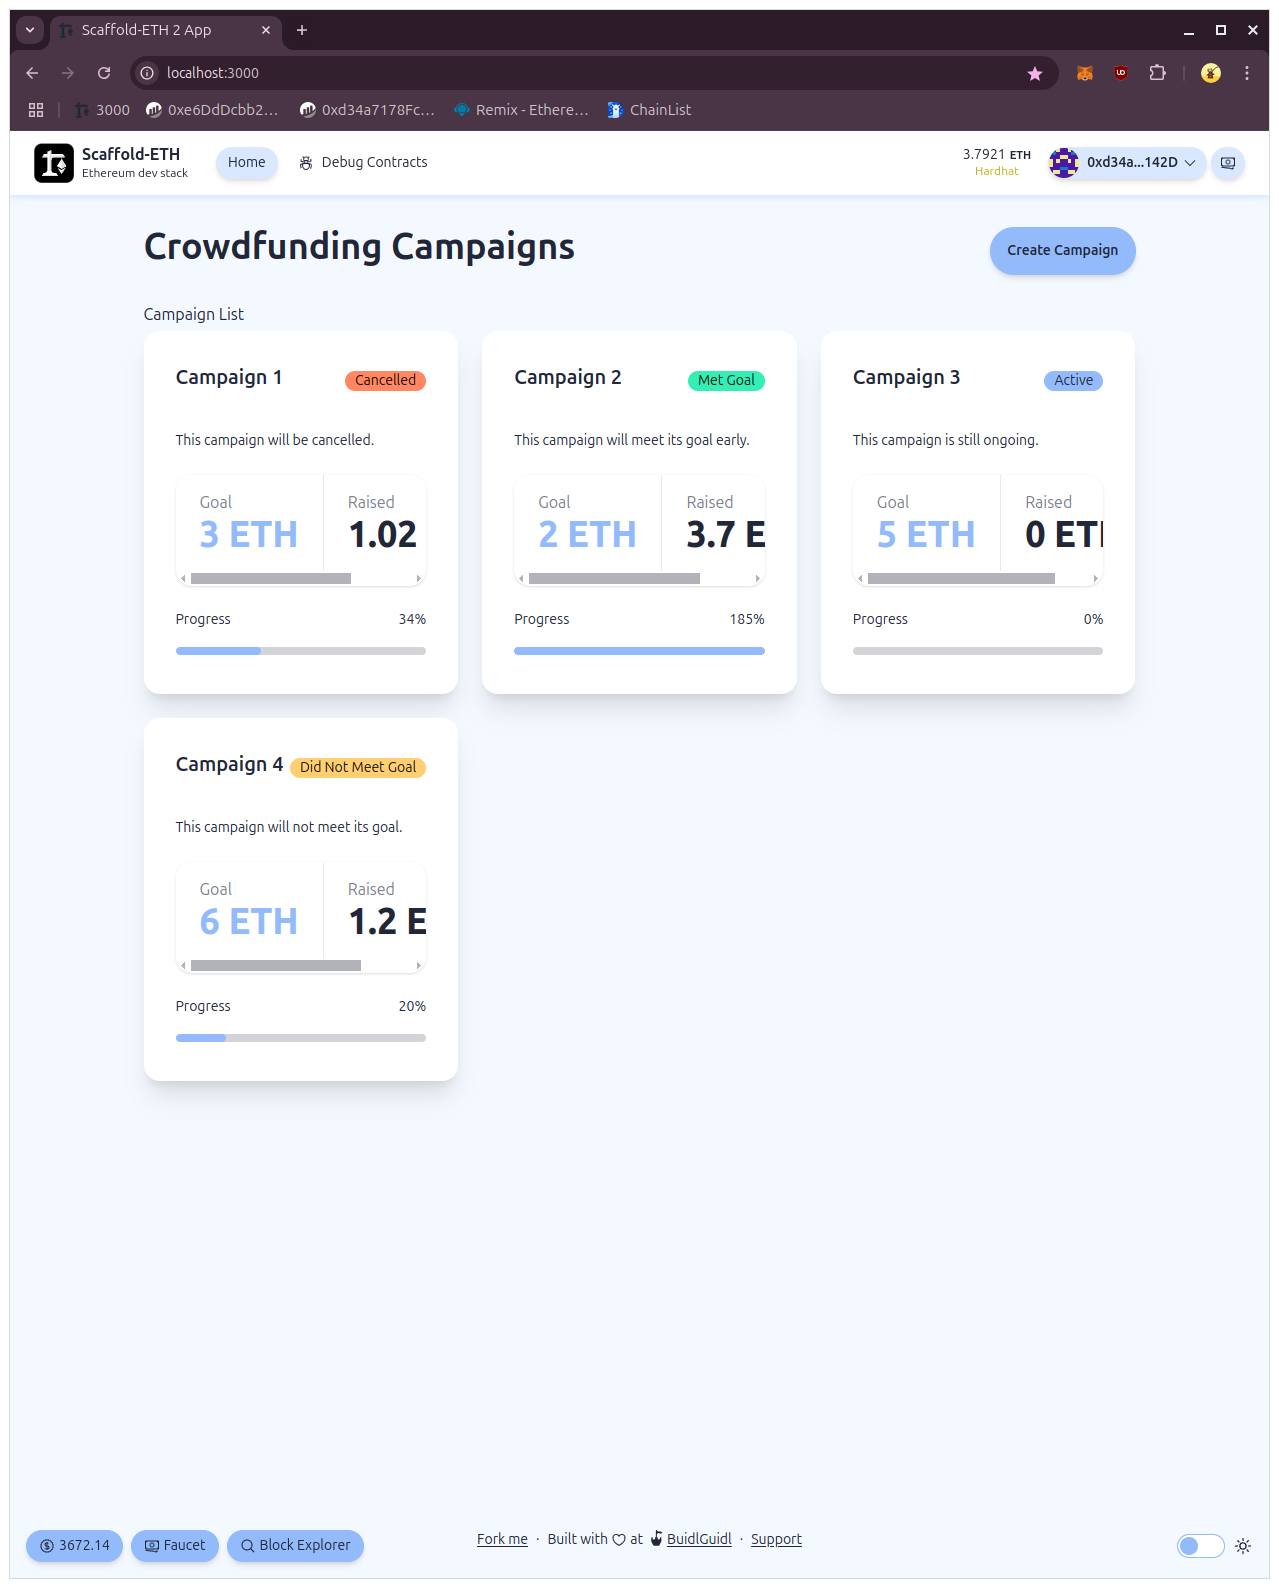 Scaffold-ETH 2 App
localhost:3000
3000
0xe6DdDcbb2...
0xd34a7178Fc...
Remix - Ethere...
ChainList
Scaffold-ETH
Ethereum dev stack
Home
Debug Contracts
3.7921 ETH
Hardhat
0xd34a...142D
Crowdfunding Campaigns
Create Campaign
Campaign List
Campaign 1
Cancelled
This campaign will be cancelled.
Goal
3 ETH
Raised
1.02
Progress
34%
Campaign 2
Met Goal
This campaign will meet its goal early.
Goal
2 ETH
Raised
3.7 E
Progress
185%
Campaign 3
Active
This campaign is still ongoing.
Goal
5 ETH
Raised
0 ET
Progress
0%
Campaign 4
Did Not Meet Goal
This campaign will not meet its goal.
Goal
6 ETH
Raised
1.2 E
Progress
20%
3672.14
Faucet
Block Explorer
Fork me · Built with ♡ at BuidlGuidl · Support